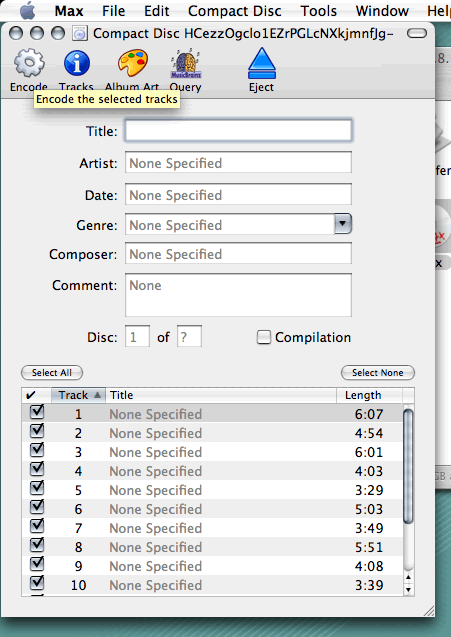 Max File Edit Compact Disc Tools Window Help
Compact Disc HCezzOgclo1EZrPGLcNXkjmnfJg-
MusicBrainz
Encode Tracks Album Art Query Eject
Encode the selected tracks
Title:
Artist: None Specified
Date: None Specified
Genre: None Specified
Composer: None Specified
Comment: None
Disc: 1 of ? Compilation
Select All Select None
✔ Track Title Length
1 None Specified 6:07
2 None Specified 4:54
3 None Specified 6:01
4 None Specified 4:03
5 None Specified 3:29
6 None Specified 5:03
7 None Specified 3:49
8 None Specified 5:51
9 None Specified 4:08
10 None Specified 3:39